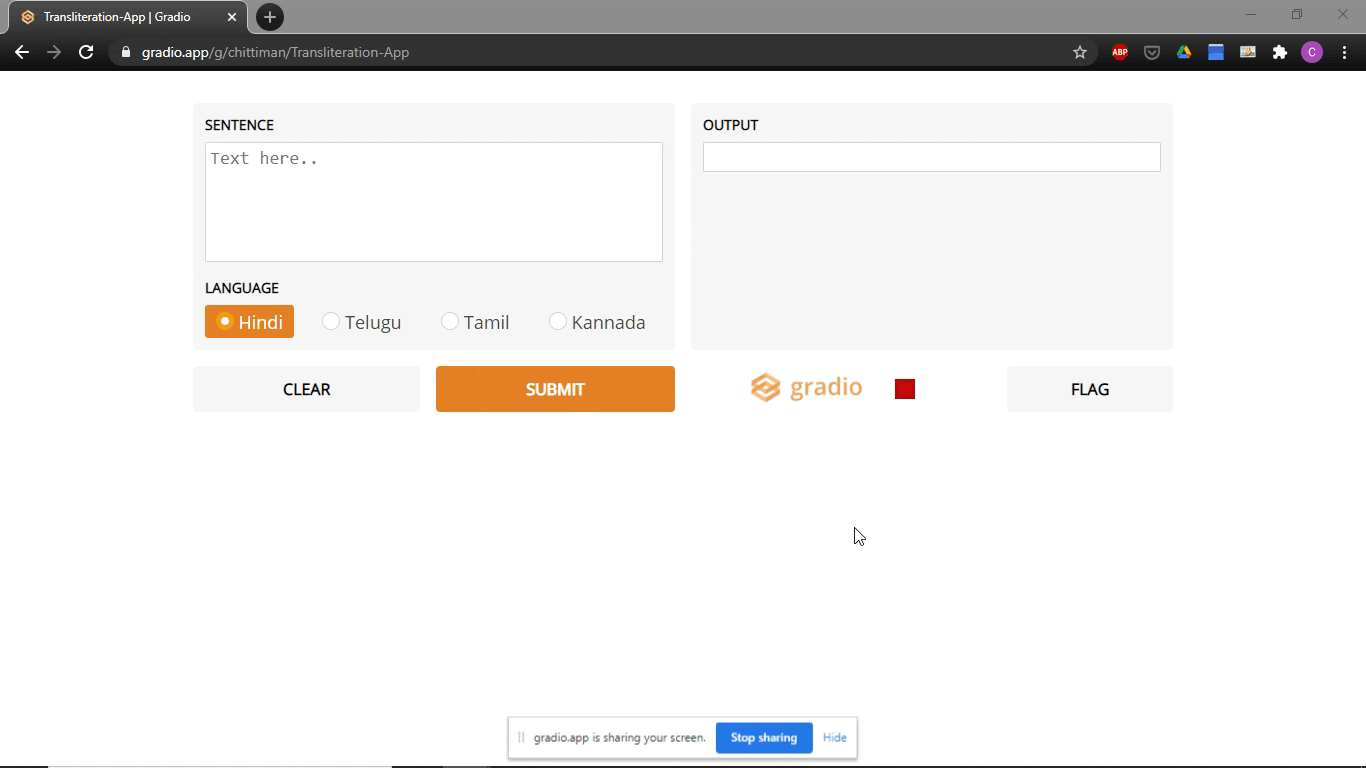 Transliteration-App | Gradio
gradio.app/g/chittiman/Transliteration-App
ABP
C
SENTENCE
Text here..
LANGUAGE
Hindi Telugu Tamil Kannada
CLEAR SUBMIT
OUTPUT
gradio
FLAG
gradio.app is sharing your screen. Stop sharing Hide